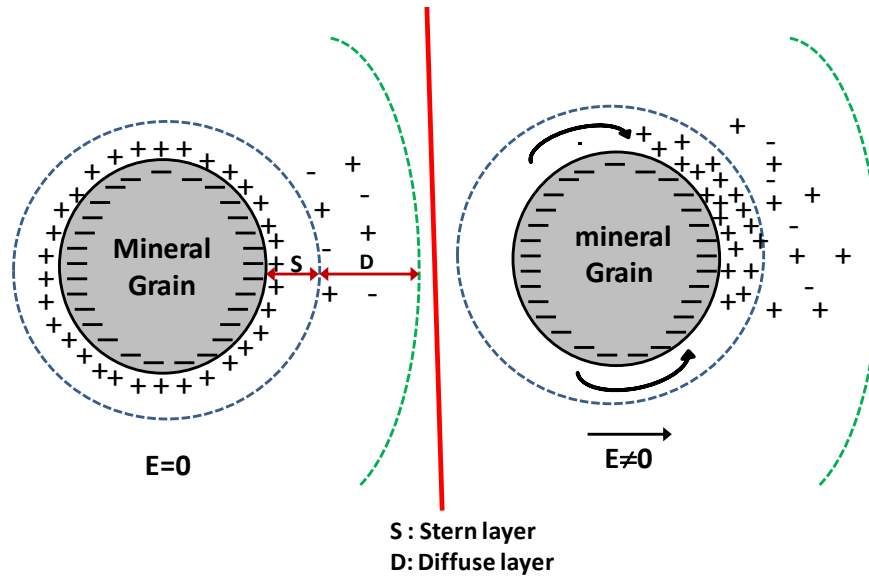 Mineral
Grain
S
D
E=0
mineral
Grain
E≠0
S : Stern layer
D: Diffuse layer